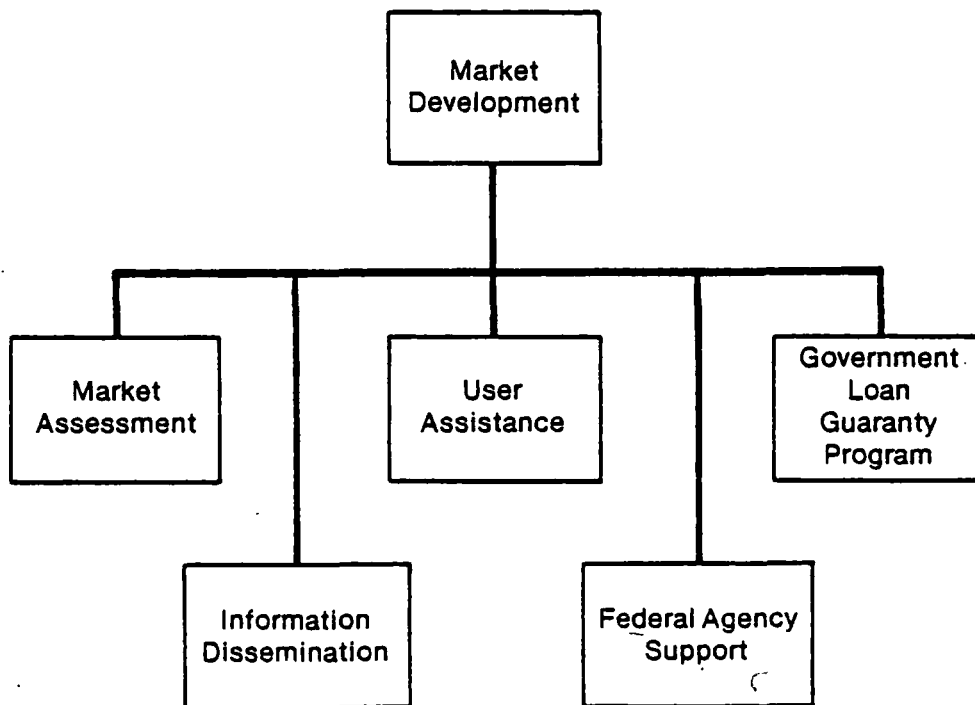 Market
Development
Market
Assessment
User
Assistance
Government
Loan
Guaranty
Program
Information
Dissemination
Federal Agency
Support